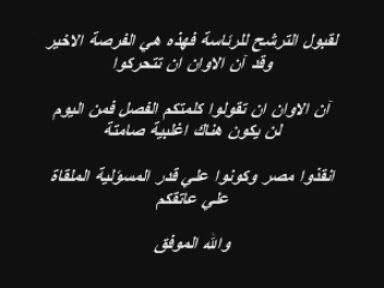 لقبول الترشح للرئاسة فهذه هي الفرصة الاخير
وقد آن الاوان ان تتحركوا
آن الاوان ان تقولوا كلمتكم الفصل فمن اليوم
لن يكون هناك اغلبية صامتة
انقذوا مصر وكونوا علي قدر المسؤلية الملقاة
علي عاتقكم
والله الموفق